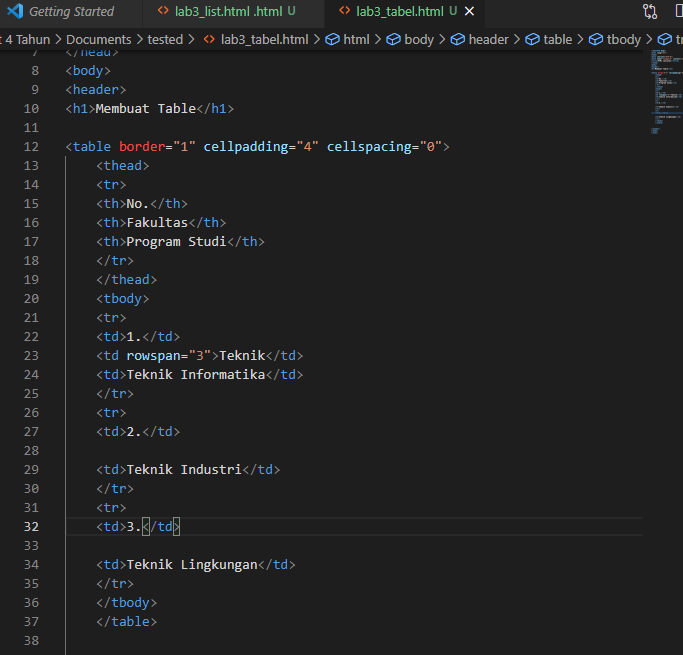 Getting Started
lab3_list.html .html U
lab3_tabel.html U
t 4 Tahun > Documents > tested > lab3_tabel.html > html > body > header > table > tbody > tr
7 </head>
8 <body>
9 <header>
10 <h1>Membuat Table</h1>
11
12 <table border="1" cellpadding="4" cellspacing="0">
13 <thead>
14 <tr>
15 <th>No.</th>
16 <th>Fakultas</th>
17 <th>Program Studi</th>
18 </tr>
19 </thead>
20 <tbody>
21 <tr>
22 <td>1.</td>
23 <td rowspan="3">Teknik</td>
24 <td>Teknik Informatika</td>
25 </tr>
26 <tr>
27 <td>2.</td>
28
29 <td>Teknik Industri</td>
30 </tr>
31 <tr>
32 <td>3.</td>
33
34 <td>Teknik Lingkungan</td>
35 </tr>
36 </tbody>
37 </table>
38